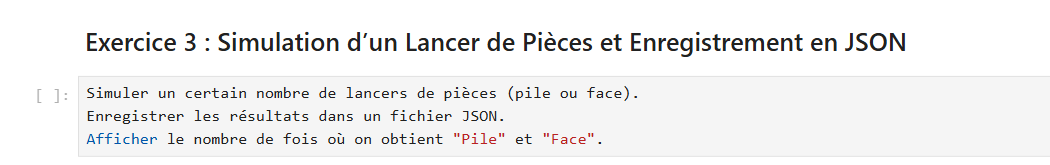 Exercice 3 : Simulation d’un Lancer de Pièces et Enregistrement en JSON
[ ]: Simuler un certain nombre de lancers de pièces (pile ou face).
Enregistrer les résultats dans un fichier JSON.
Afficher le nombre de fois où on obtient "Pile" et "Face".